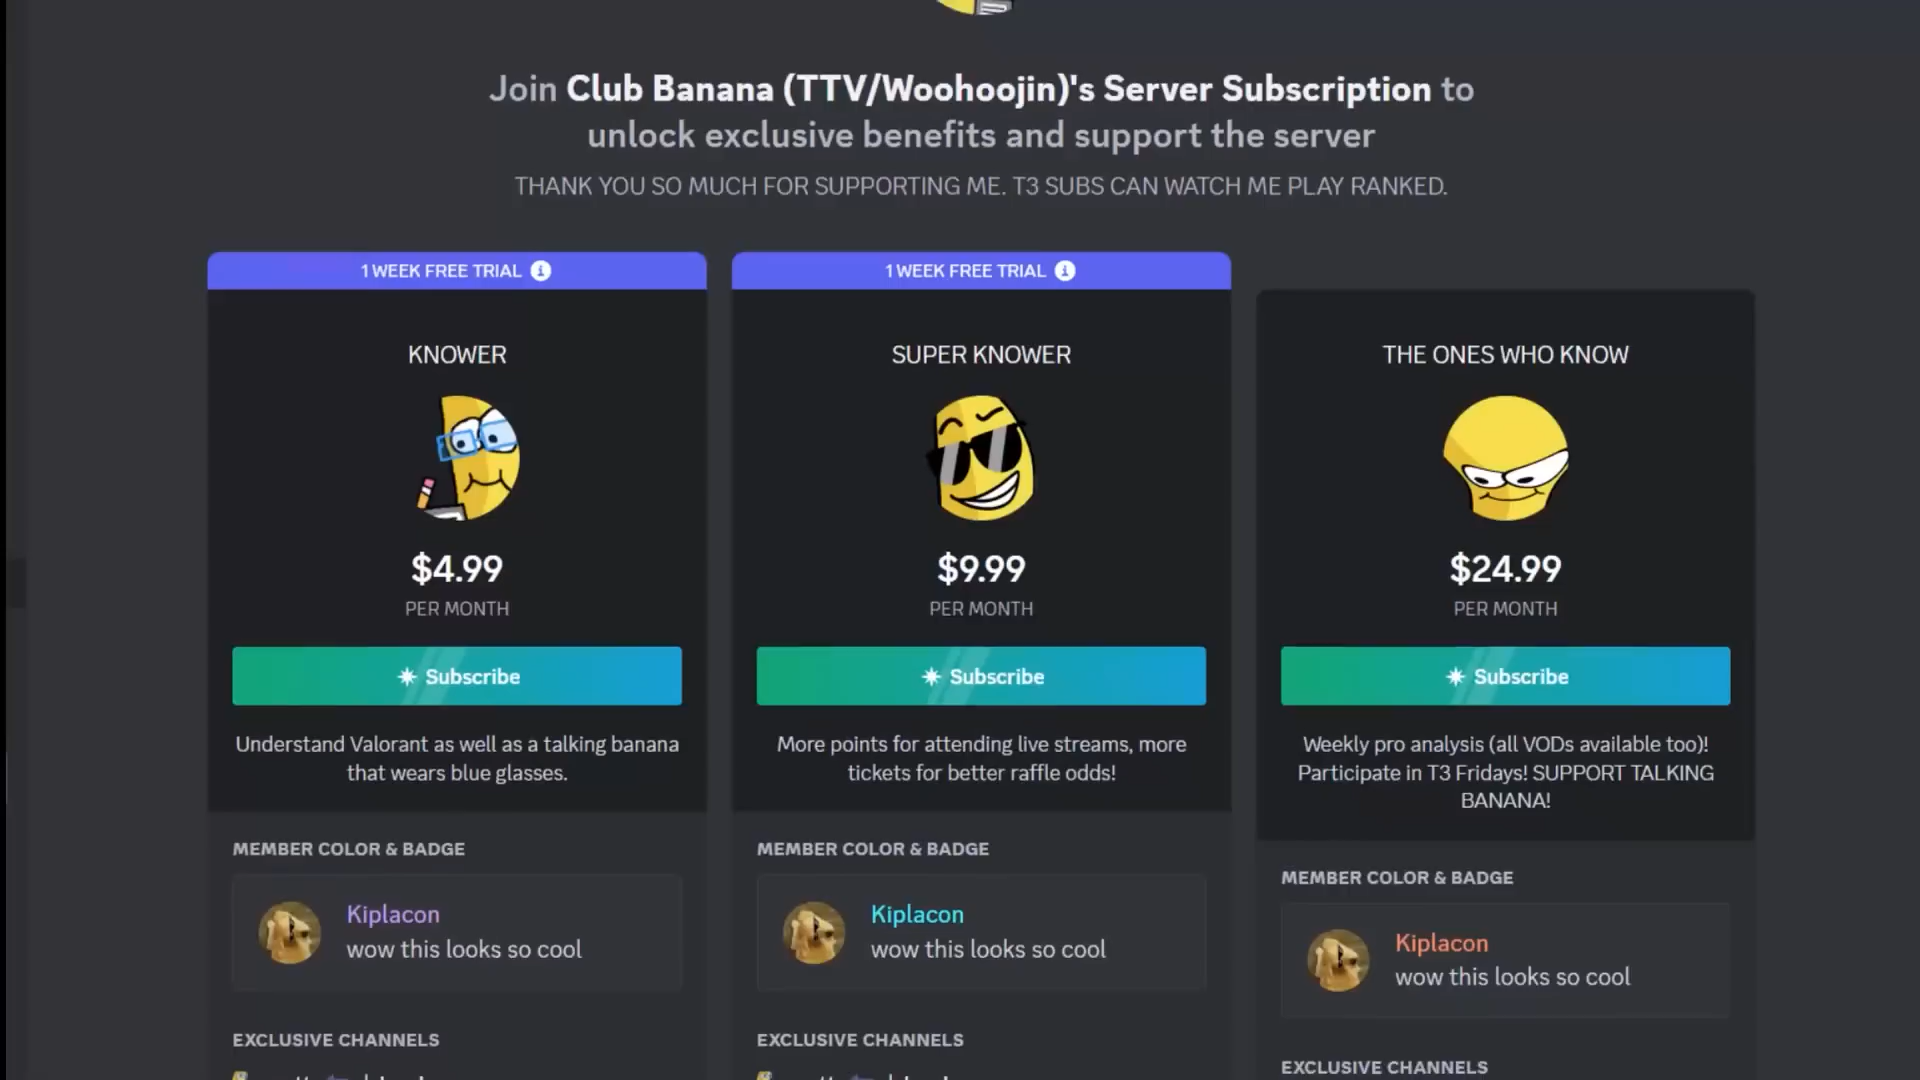 Join Club Banana (TTV/Woohoojin)'s Server Subscription to
unlock exclusive benefits and support the server
THANK YOU SO MUCH FOR SUPPORTING ME. T3 SUBS CAN WATCH ME PLAY RANKED.
1 WEEK FREE TRIAL
KNOWER
$4.99
PER MONTH
Subscribe
Understand Valorant as well as a talking banana
that wears blue glasses.
MEMBER COLOR & BADGE
Kiplacon
wow this looks so cool
EXCLUSIVE CHANNELS
1 WEEK FREE TRIAL
SUPER KNOWER
$9.99
PER MONTH
Subscribe
More points for attending live streams, more
tickets for better raffle odds!
MEMBER COLOR & BADGE
Kiplacon
wow this looks so cool
EXCLUSIVE CHANNELS
THE ONES WHO KNOW
$24.99
PER MONTH
Subscribe
Weekly pro analysis (all VODs available too)!
Participate in T3 Fridays! SUPPORT TALKING
BANANA!
MEMBER COLOR & BADGE
Kiplacon
wow this looks so cool
EXCLUSIVE CHANNELS